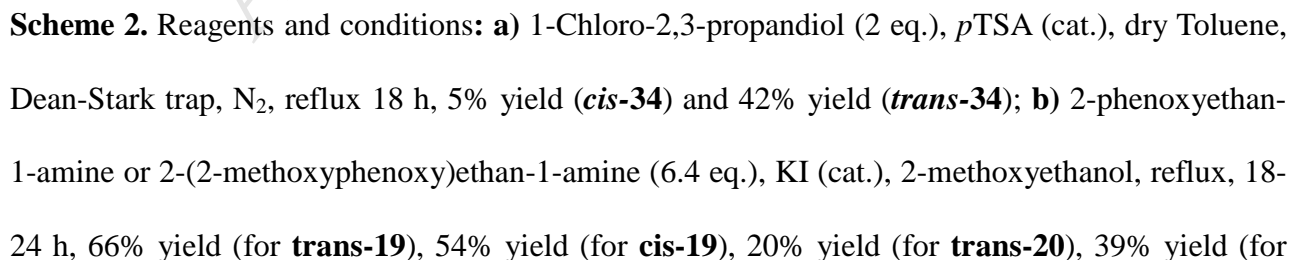 Scheme 2. Reagents and conditions: a) 1-Chloro-2,3-propandiol (2 eq.), pTSA (cat.), dry Toluene,
Dean-Stark trap, N₂, reflux 18 h, 5% yield (cis-34) and 42% yield (trans-34); b) 2-phenoxyethan-
1-amine or 2-(2-methoxyphenoxy)ethan-1-amine (6.4 eq.), KI (cat.), 2-methoxyethanol, reflux, 18-
24 h, 66% yield (for trans-19), 54% yield (for cis-19), 20% yield (for trans-20), 39% yield (for